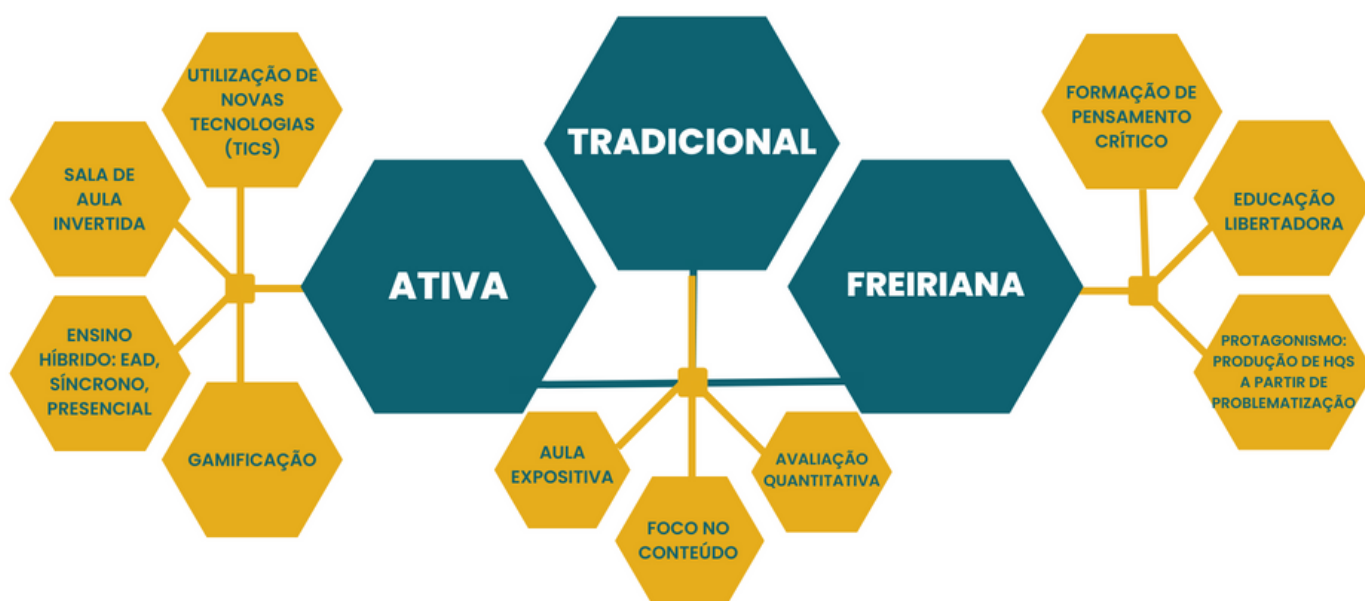 UTILIZAÇÃO DE
NOVAS
TECNOLOGIAS
(TICS)
SALA DE
AULA
INVERTIDA
ENSINO
HÍBRIDO: EAD,
SÍNCRONO,
PRESENCIAL
GAMIFICAÇÃO
ATIVA
TRADICIONAL
AULA
EXPOSITIVA
FOCO NO
CONTEÚDO
AVALIAÇÃO
QUANTITATIVA
FREIRIANA
FORMAÇÃO DE
PENSAMENTO
CRÍTICO
EDUCAÇÃO
LIBERTADORA
PROTAGONISMO:
PRODUÇÃO DE HQS
A PARTIR DE
PROBLEMATIZAÇÃO